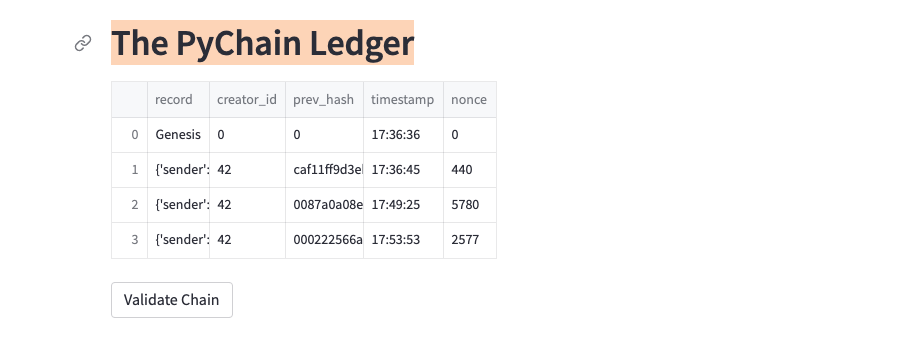 The PyChain Ledger
record creator_id prev_hash timestamp nonce
0 Genesis 0 0 17:36:36 0
1 {'sender': 42 caf11ff9d3e 17:36:45 440
2 {'sender': 42 0087a0a08e 17:49:25 5780
3 {'sender': 42 000222566a 17:53:53 2577
Validate Chain